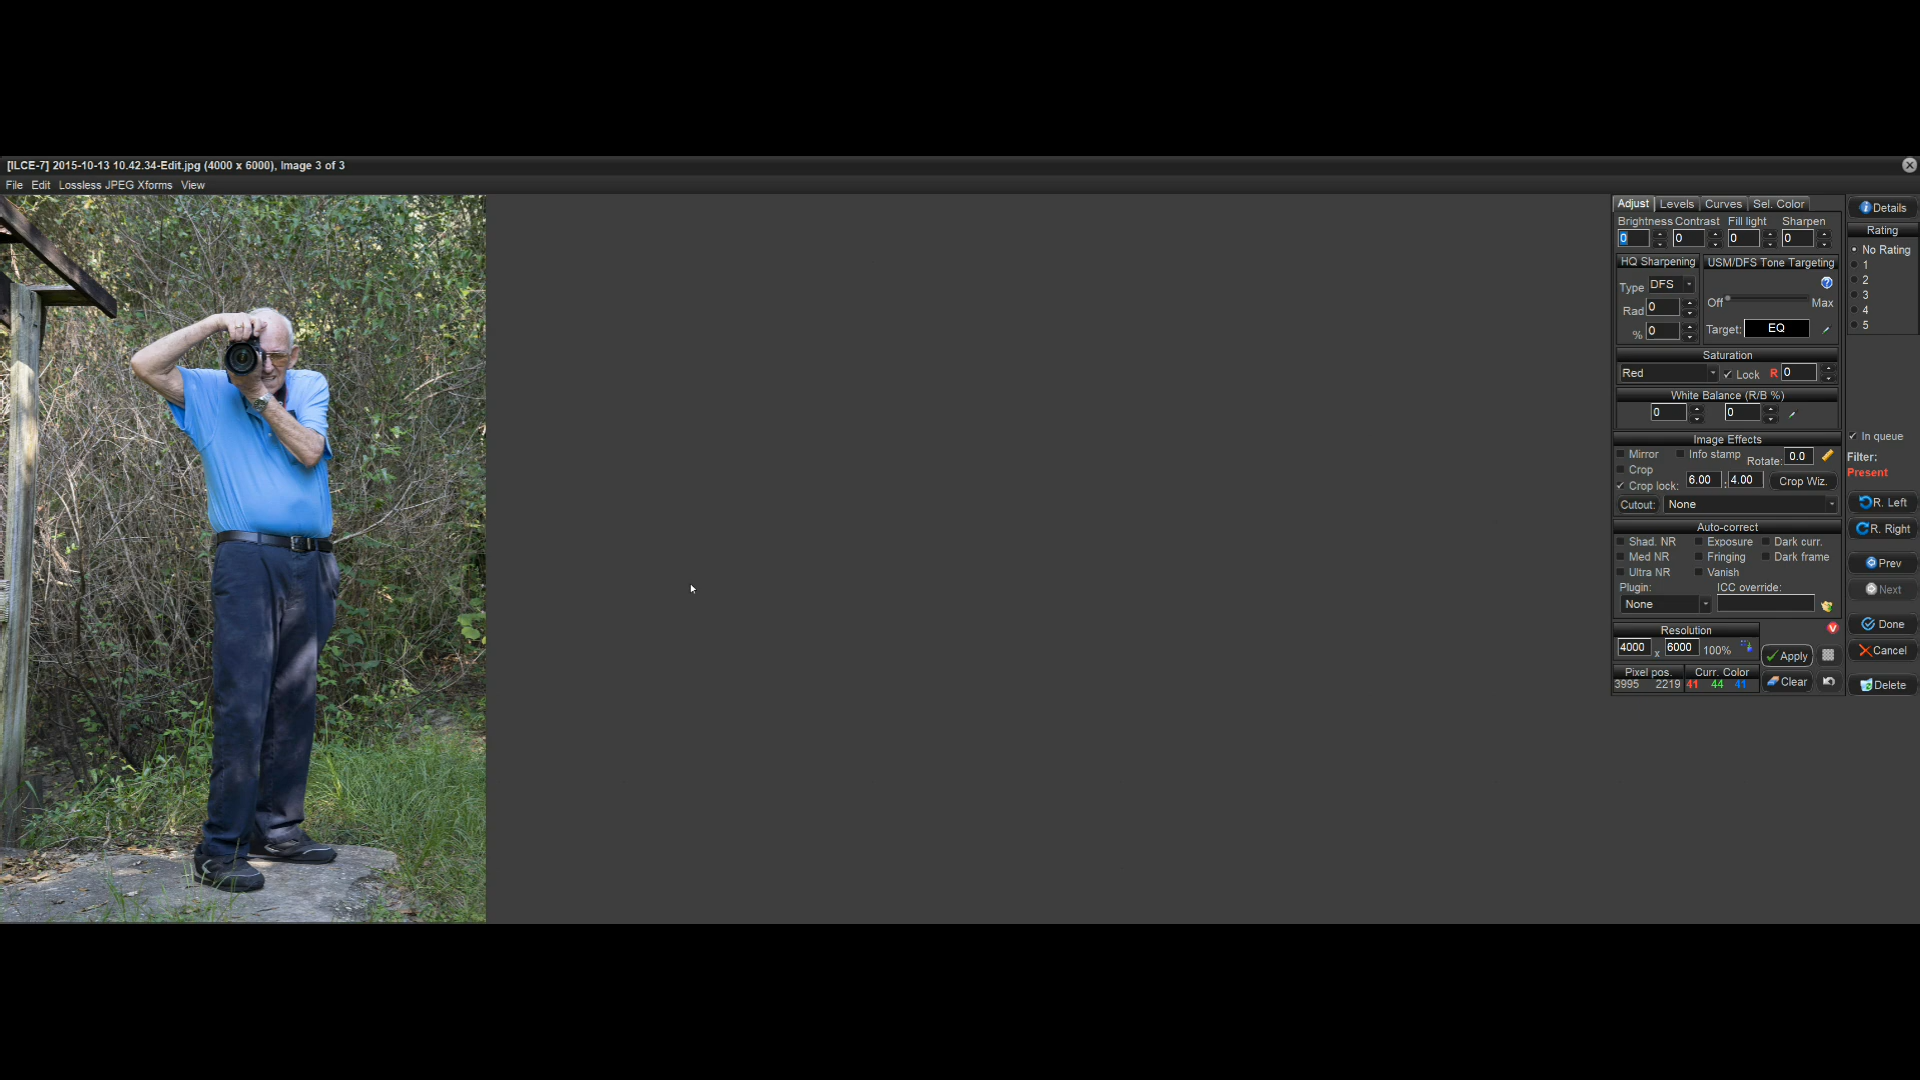 [ILCE-7] 2015-10-13 10.42.34-Edit.jpg (4000 x 6000), Image 3 of 3
File Edit Lossless JPEG Xforms View
Adjust Levels Curves Sel. Color
Brightness Contrast Fill light Sharpen
0 0 0 0
HQ Sharpening
Type DFS
Rad 0
% 0
USM/DFS Tone Targeting
Off Max
Target: EQ
Saturation
Red Lock R 0
White Balance (R/B %)
0 0
Image Effects
Mirror Info stamp Rotate: 0.0
Crop
Crop lock: 6.00 : 4.00 Crop Wiz.
Cutout: None
Auto-correct
Shad. NR Exposure Dark curr.
Med NR Fringing Dark frame
Ultra NR Vanish
Plugin: ICC override:
None
Resolution
4000 x 6000 100%
Apply
Pixel pos. Curr. Color
3995 2219 41 44 41
Clear
V
Details
Rating
No Rating
1
2
3
4
5
In queue
Filter:
Present
R. Left
R. Right
Prev
Next
Done
Cancel
Delete